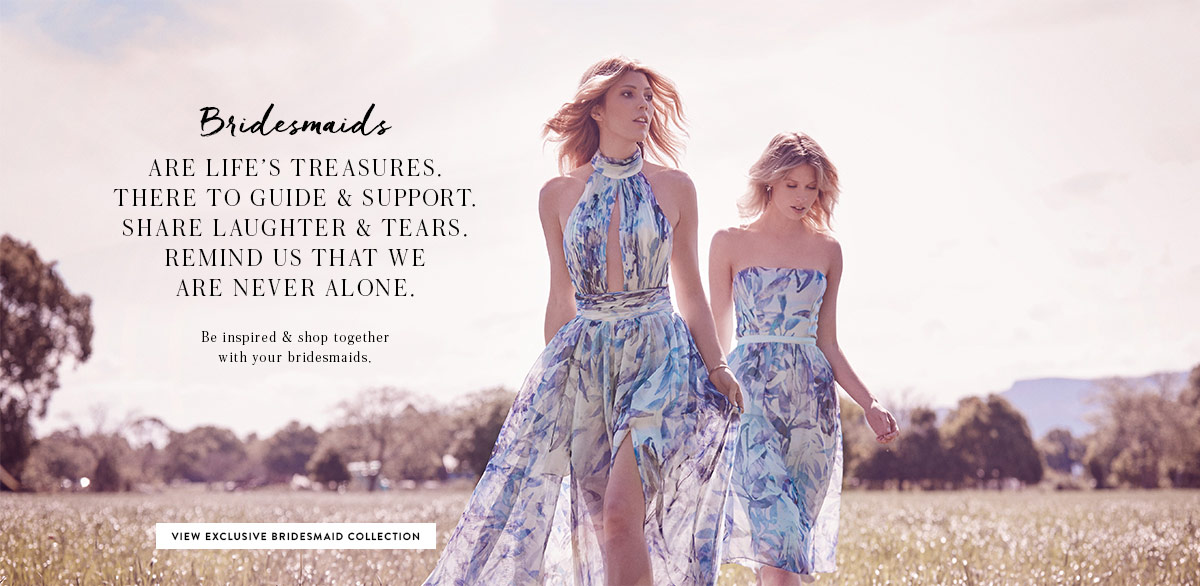 Bridesmaids
ARE LIFE’S TREASURES.
THERE TO GUIDE & SUPPORT.
SHARE LAUGHTER & TEARS.
REMIND US THAT WE
ARE NEVER ALONE.
Be inspired & shop together
with your bridesmaids.
VIEW EXCLUSIVE BRIDESMAID COLLECTION